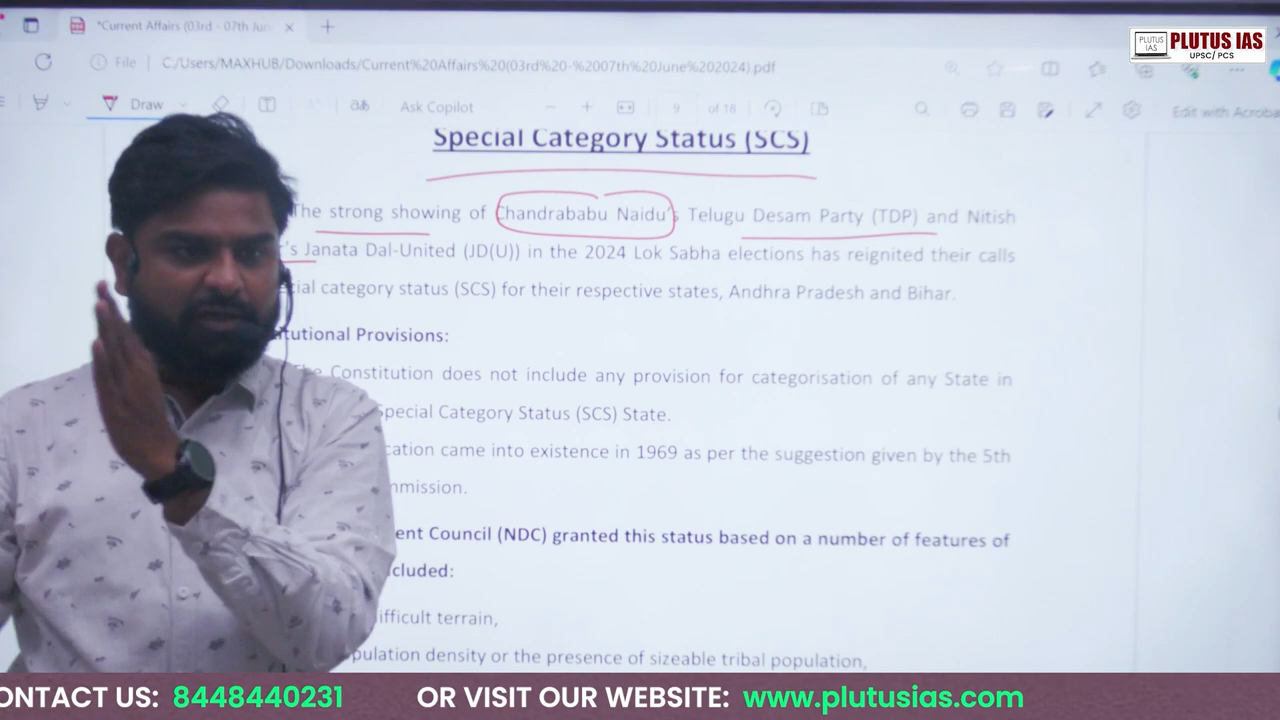 *Current Affairs (03rd - 07th Jun
PLUTUS IAS
PLUTUS IAS
UPSC/ PCS
File | C:/Users/MAXHUB/Downloads/Current%20Affairs%20(03rd%20-%2007th%20June%202024).pdf
Draw
Ask Copilot
9 of 18
Edit with Acroba
Special Category Status (SCS)
The strong showing of Chandrababu Naidu's Telugu Desam Party (TDP) and Nitish
's Janata Dal-United (JD(U)) in the 2024 Lok Sabha elections has reignited their calls
cial category status (SCS) for their respective states, Andhra Pradesh and Bihar.
itutional Provisions:
The Constitution does not include any provision for categorisation of any State in
Special Category Status (SCS) State.
cation came into existence in 1969 as per the suggestion given by the 5th
mmission.
ent Council (NDC) granted this status based on a number of features of
cluded:
ifficult terrain,
pulation density or the presence of sizeable tribal population,
ONTACT US: 8448440231 OR VISIT OUR WEBSITE: www.plutusias.com